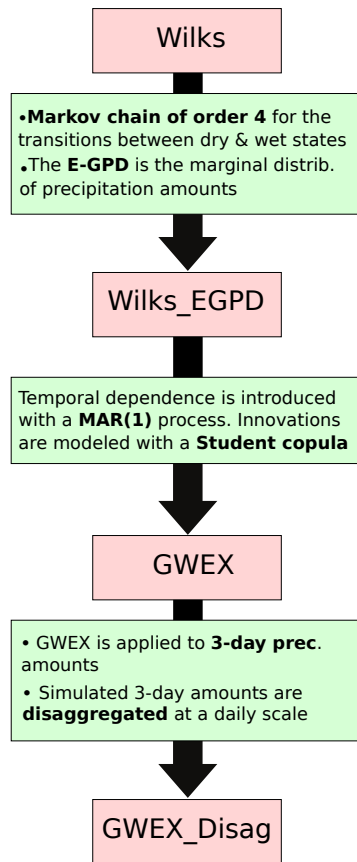 Wilks
•Markov chain of order 4 for the
transitions between dry & wet states
•The E-GPD is the marginal distrib.
of precipitation amounts
Wilks_EGPD
Temporal dependence is introduced
with a MAR(1) process. Innovations
are modeled with a Student copula
GWEX
• GWEX is applied to 3-day prec.
amounts
• Simulated 3-day amounts are
disaggregated at a daily scale
GWEX_Disag